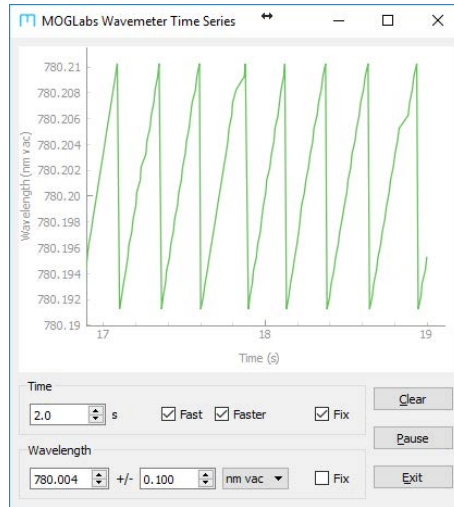 MOGLabs Wavemeter Time Series
780.21
780.208
780.206
780.204
780.202
780.20
780.198
780.196
780.194
780.192
780.19
Wavelength (nm vac)
17 18 19
Time (s)
Time
2.0 s Fast Faster Fix
Clear
Pause
Wavelength
780.004 +/- 0.100 nm vac Fix
Exit